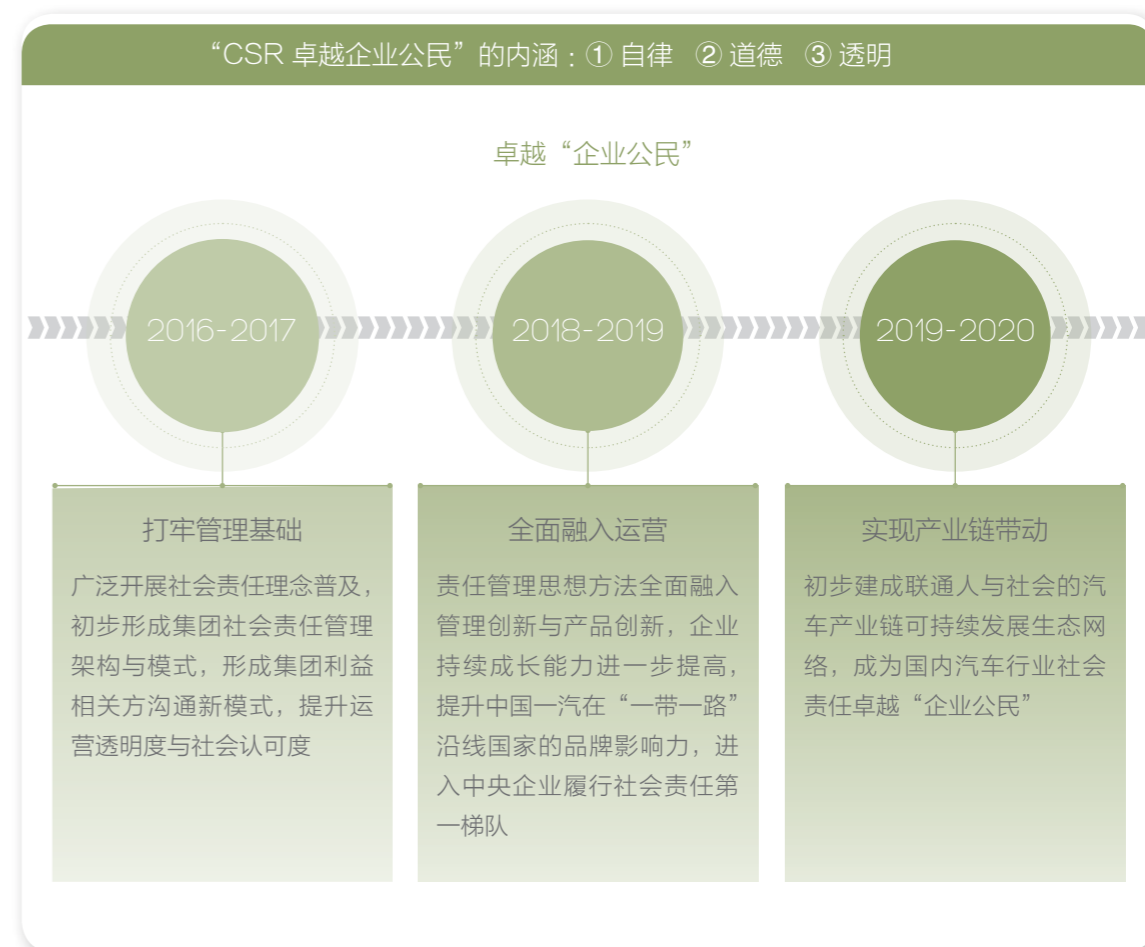 “CSR 卓越企业公民”的内涵：① 自律 ② 道德 ③ 透明
卓越“企业公民”
2016-2017
2018-2019
2019-2020
打牢管理基础
广泛开展社会责任理念普及，
初步形成集团社会责任管理
架构与模式，形成集团利益
相关方沟通新模式，提升运
营透明度与社会认可度
全面融入运营
责任管理思想方法全面融入
管理创新与产品创新，企业
持续成长能力进一步提高，
提升中国一汽在“一带一路”
沿线国家的品牌影响力，进
入中央企业履行社会责任第
一梯队
实现产业链带动
初步建成联通人与社会的汽
车产业链可持续发展生态网
络，成为国内汽车行业社会
责任卓越“企业公民”